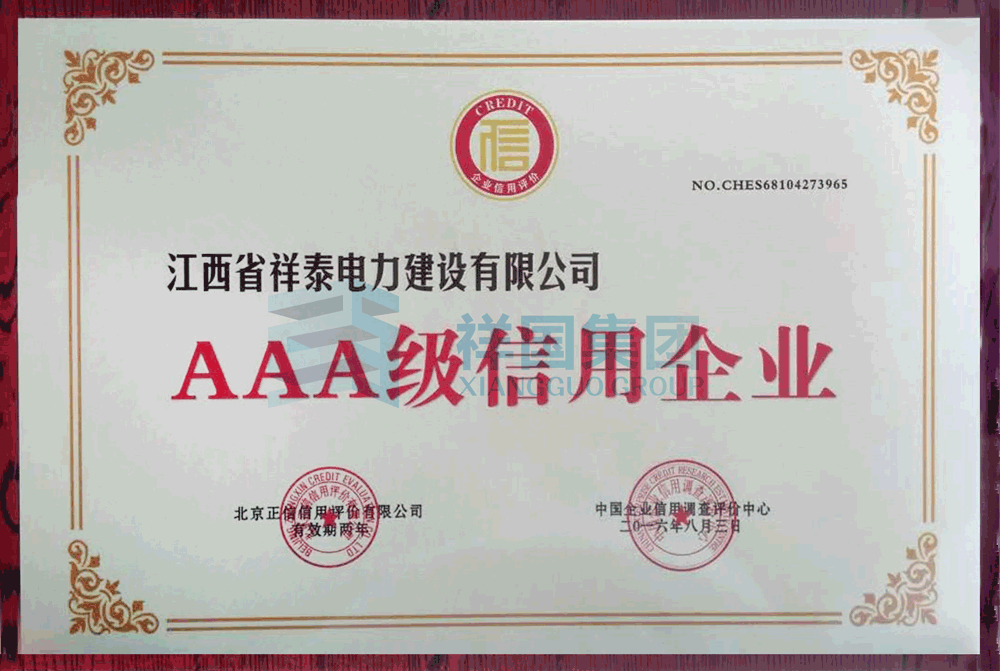 CREDIT
信
企业信用评价
NO.CHES68104273965
江西省祥泰电力建设有限公司
AAA级信用企业
祥国集团
XIANGGUO GROUP
北京正信信用评价有限公司
有效期两年
中国企业信用调查评价中心
二〇一六年八月三日